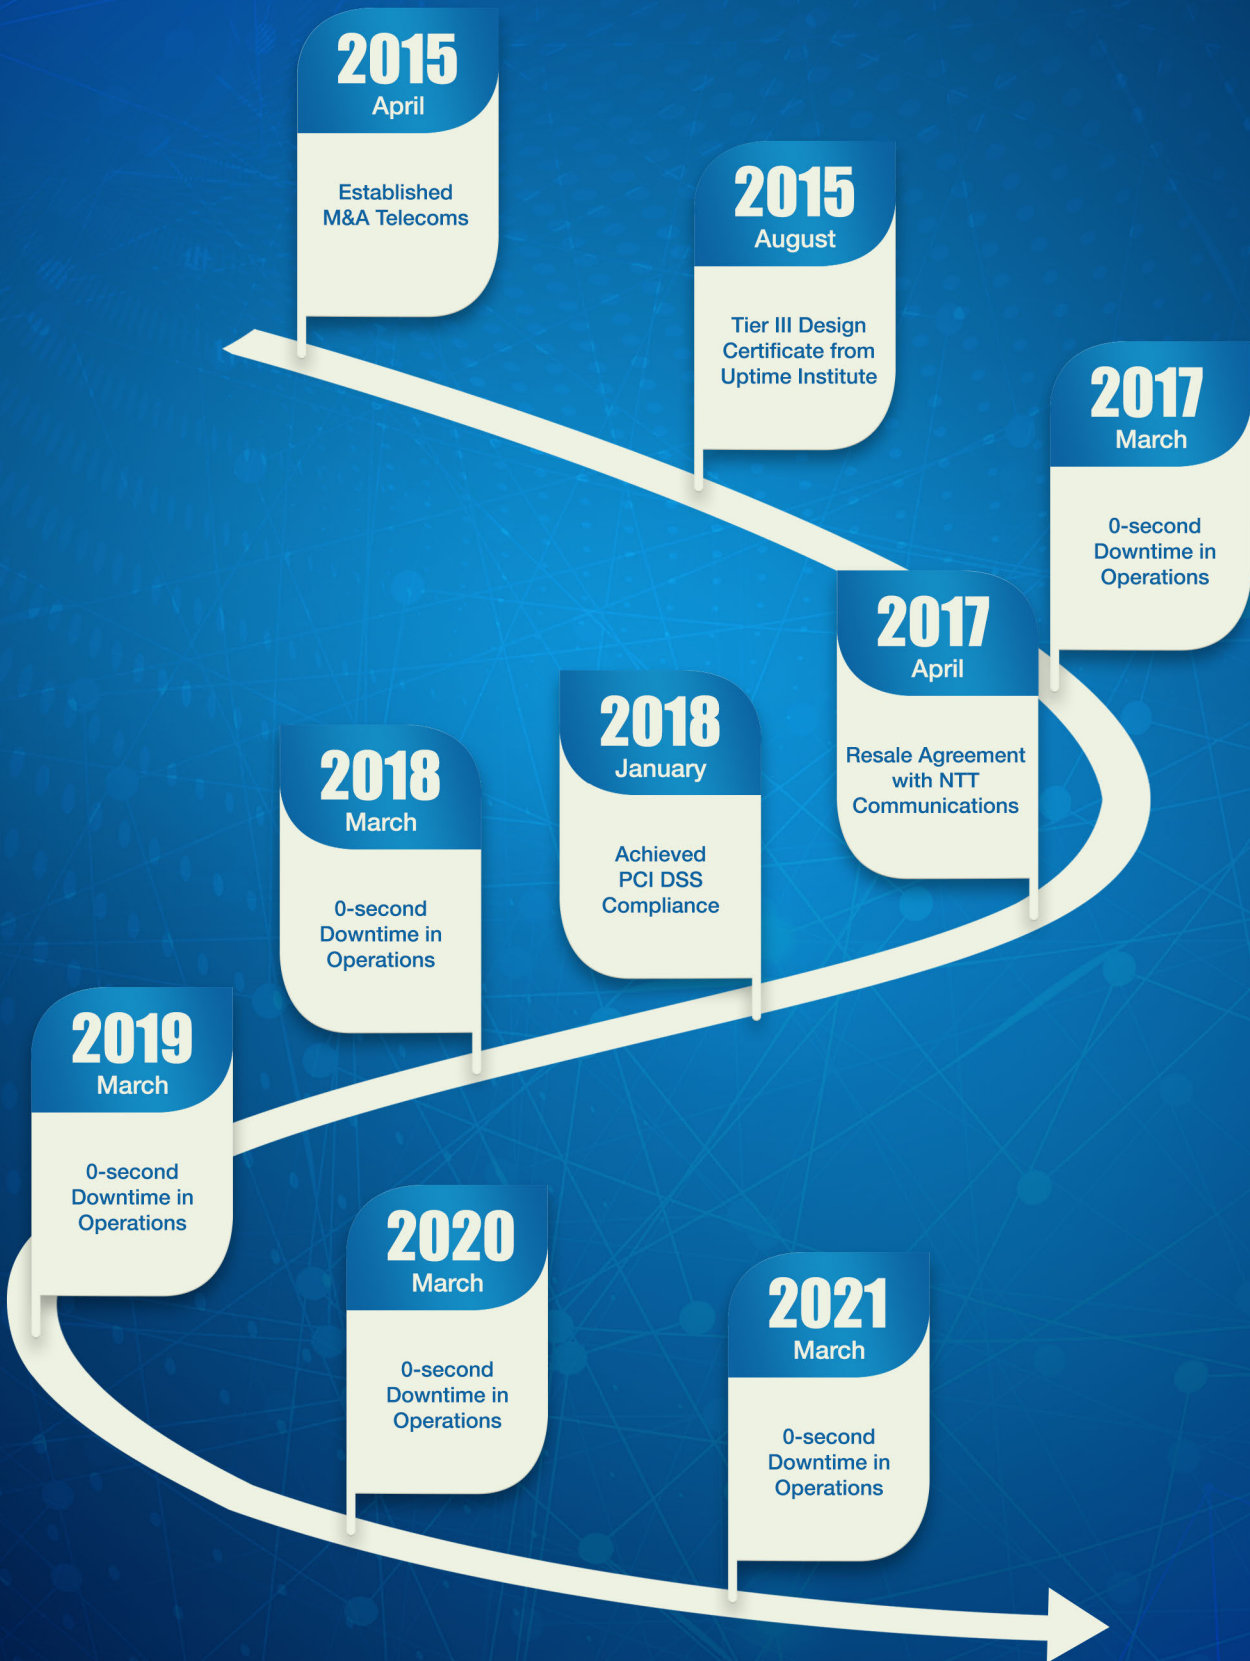 2015
April
Established
M&A Telecoms
2015
August
Tier III Design
Certificate from
Uptime Institute
2017
March
0-second
Downtime in
Operations
2017
April
Resale Agreement
with NTT
Communications
2018
January
Achieved
PCI DSS
Compliance
2018
March
0-second
Downtime in
Operations
2019
March
0-second
Downtime in
Operations
2020
March
0-second
Downtime in
Operations
2021
March
0-second
Downtime in
Operations